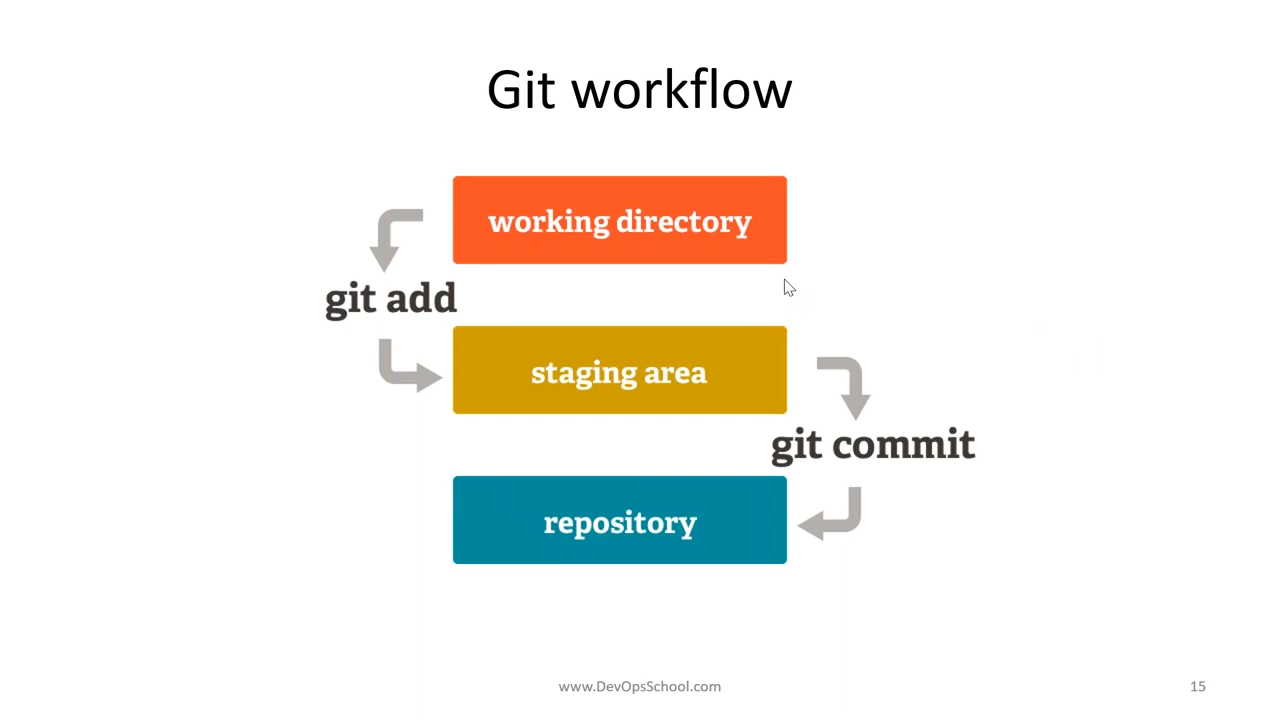 Git workflow
working directory
git add
staging area
git commit
repository
www.DevOpsSchool.com
15